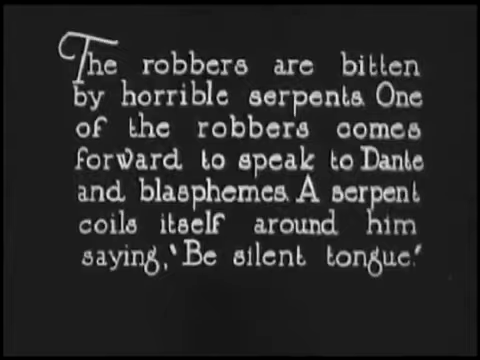 The robbers are bitten
by horrible serpents. One
of the robbers comes
forward to speak to Dante
and blasphemes. A serpent
coils itself around him
saying, 'Be silent tongue.'